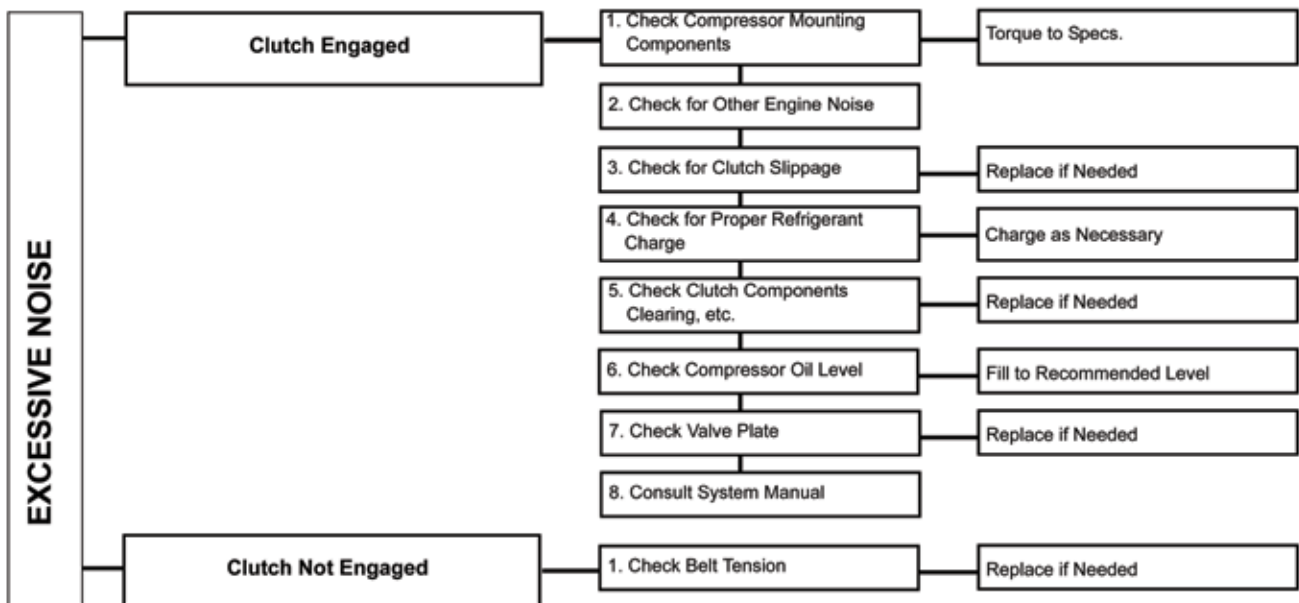 EXCESSIVE NOISE
Clutch Engaged
1. Check Compressor Mounting
Components
Torque to Specs.
2. Check for Other Engine Noise
3. Check for Clutch Slippage
Replace if Needed
4. Check for Proper Refrigerant
Charge
Charge as Necessary
5. Check Clutch Components
Clearing, etc.
Replace if Needed
6. Check Compressor Oil Level
Fill to Recommended Level
7. Check Valve Plate
Replace if Needed
8. Consult System Manual
Clutch Not Engaged
1. Check Belt Tension
Replace if Needed